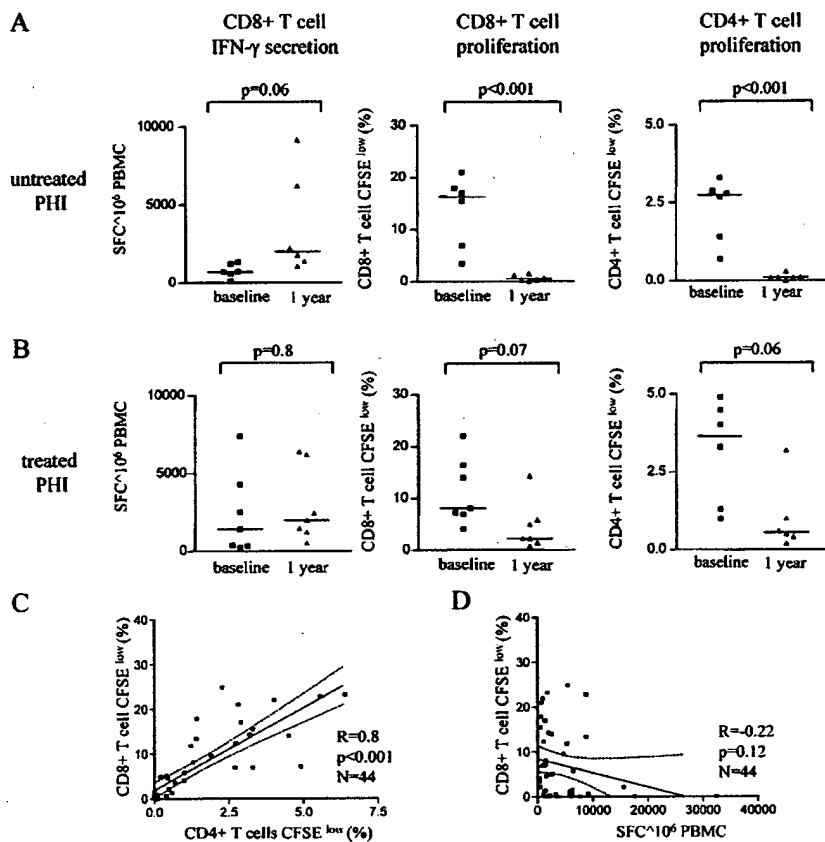 A
CD8+ T cell
IFN-γ secretion
CD8+ T cell
proliferation
CD4+ T cell
proliferation
untreated
PHI
p=0.06
SFC^10⁶ PBMC
10000
5000
0
baseline
1 year
p<0.001
CD8+ T cell CFSE low (%)
30
20
10
0
baseline
1 year
p<0.001
CD4+ T cell CFSE low (%)
5.0
2.5
0.0
baseline
1 year
B
treated
PHI
p=0.8
SFC^10⁶ PBMC
10000
5000
0
baseline
1 year
p=0.07
CD8+ T cell CFSE low (%)
30
20
10
0
baseline
1 year
p=0.06
CD4+ T cell CFSE low (%)
5.0
2.5
0.0
baseline
1 year
C
CD8+ T cell CFSE low (%)
40
30
20
10
0
R=0.8
p<0.001
N=44
0.0
2.5
5.0
7.5
CD4+ T cells CFSE low (%)
D
CD8+ T cell CFSE low (%)
40
30
20
10
0
R=-0.22
p=0.12
N=44
0
10000
20000
30000
40000
SFC^10⁶ PBMC